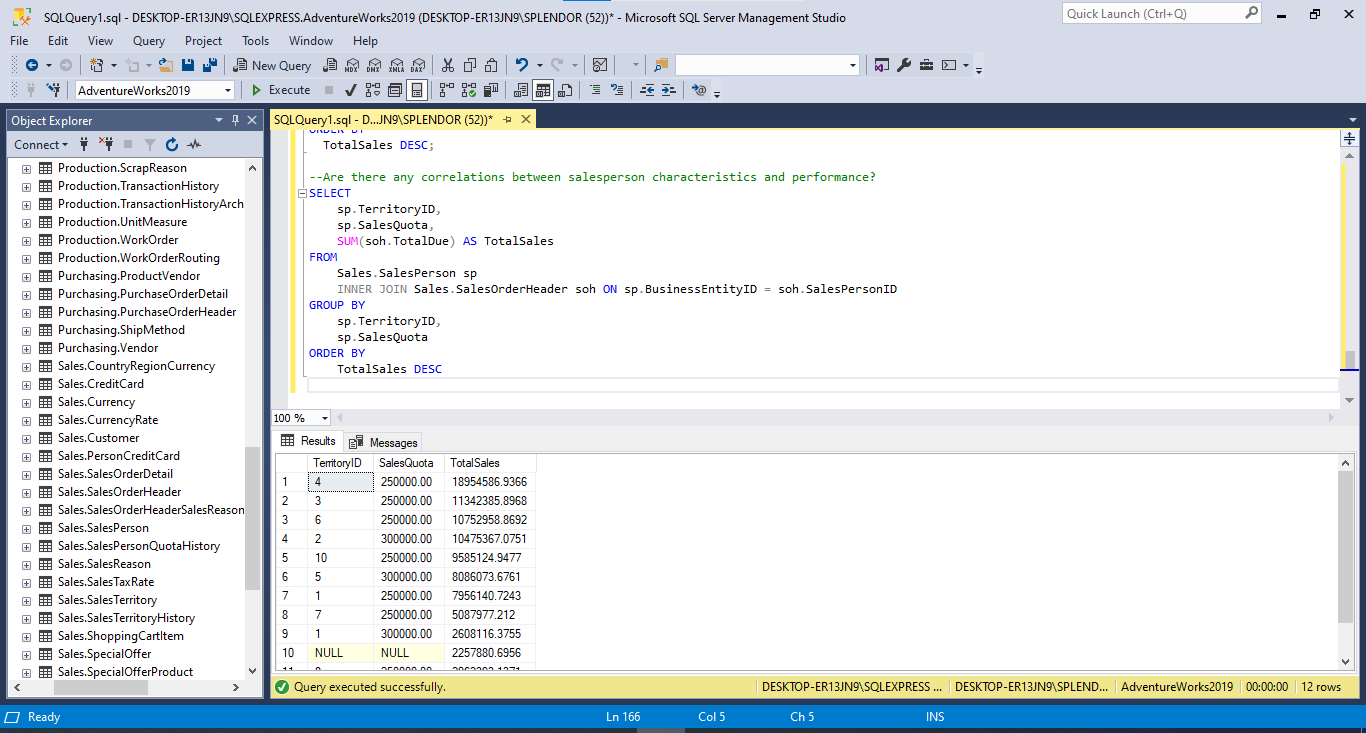 SQLQuery1.sql - DESKTOP-ER13JN9\SQLEXPRESS.AdventureWorks2019 (DESKTOP-ER13JN9\SPLENDOR (52))* - Microsoft SQL Server Management Studio
Quick Launch (Ctrl+Q)
File Edit View Query Project Tools Window Help
New Query MDX DMX XMLA DAX
AdventureWorks2019 Execute
Object Explorer
Connect
Production.ScrapReason
Production.TransactionHistory
Production.TransactionHistoryArch
Production.UnitMeasure
Production.WorkOrder
Production.WorkOrderRouting
Purchasing.ProductVendor
Purchasing.PurchaseOrderDetail
Purchasing.PurchaseOrderHeader
Purchasing.ShipMethod
Purchasing.Vendor
Sales.CountryRegionCurrency
Sales.CreditCard
Sales.Currency
Sales.CurrencyRate
Sales.Customer
Sales.PersonCreditCard
Sales.SalesOrderDetail
Sales.SalesOrderHeader
Sales.SalesOrderHeaderSalesReason
Sales.SalesPerson
Sales.SalesPersonQuotaHistory
Sales.SalesReason
Sales.SalesTaxRate
Sales.SalesTerritory
Sales.SalesTerritoryHistory
Sales.ShoppingCartItem
Sales.SpecialOffer
Sales.SpecialOfferProduct
SQLQuery1.sql - D...JN9\SPLENDOR (52))*
ORDER BY
TotalSales DESC;
--Are there any correlations between salesperson characteristics and performance?
SELECT
sp.TerritoryID,
sp.SalesQuota,
SUM(soh.TotalDue) AS TotalSales
FROM
Sales.SalesPerson sp
INNER JOIN Sales.SalesOrderHeader soh ON sp.BusinessEntityID = soh.SalesPersonID
GROUP BY
sp.TerritoryID,
sp.SalesQuota
ORDER BY
TotalSales DESC
100 %
Results Messages
TerritoryID SalesQuota TotalSales
1 4 250000.00 18954586.9366
2 3 250000.00 11342385.8968
3 6 250000.00 10752958.8692
4 2 300000.00 10475367.0751
5 10 250000.00 9585124.9477
6 5 300000.00 8086073.6761
7 1 250000.00 7956140.7243
8 7 250000.00 5087977.212
9 1 300000.00 2608116.3755
10 NULL NULL 2257880.6956
Query executed successfully. DESKTOP-ER13JN9\SQLEXPRESS ... DESKTOP-ER13JN9\SPLEND... AdventureWorks2019 00:00:00 12 rows
Ready Ln 166 Col 5 Ch 5 INS